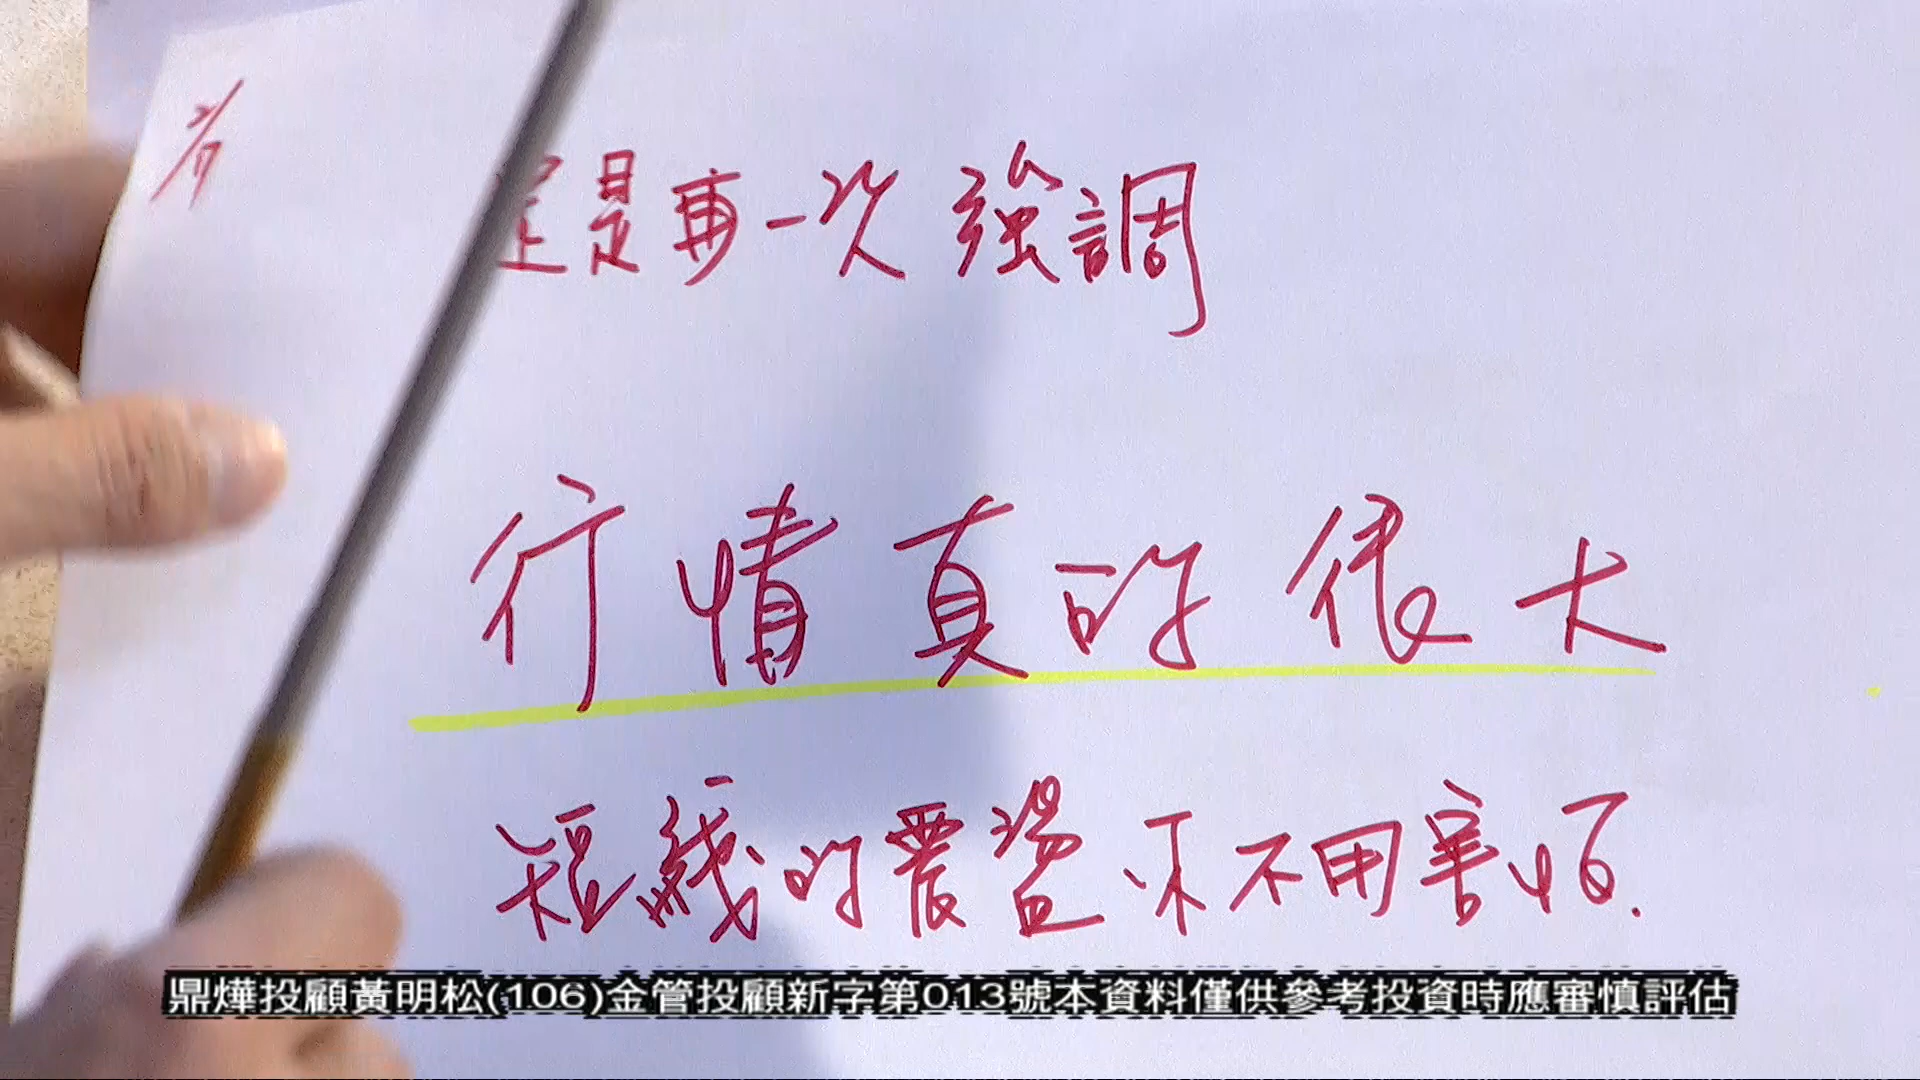 是再一次強調
行情真的很大
短線的震盪都不用害怕.
鼎燁投顧黃明松(106)金管投顧新字第013號本資料僅供參考投資時應審慎評估